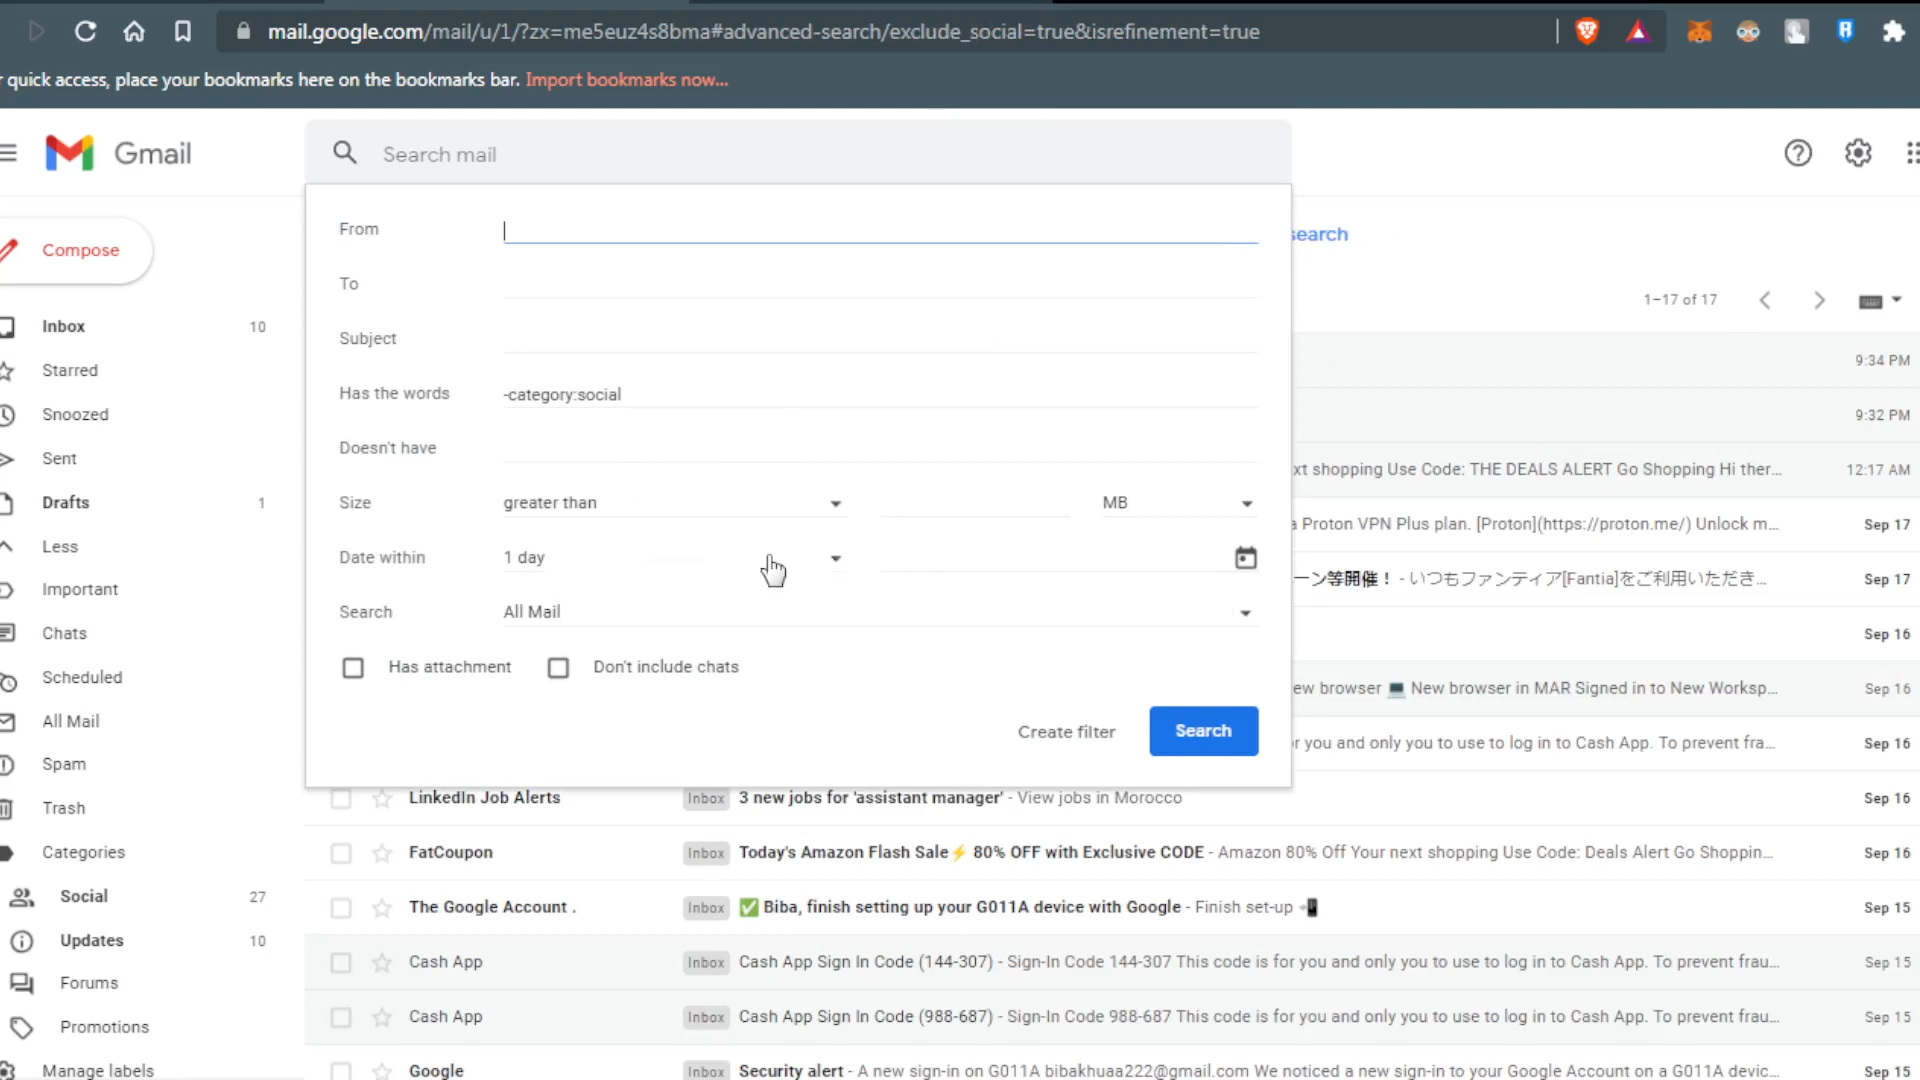 mail.google.com/mail/u/1/?zx=me5euz4s8bma#advanced-search/exclude_social=true&isrefinement=true
quick access, place your bookmarks here on the bookmarks bar. Import bookmarks now...
Gmail
Search mail
Compose
Inbox 10
Starred
Snoozed
Sent
Drafts 1
Less
Important
Chats
Scheduled
All Mail
Spam
Trash
Categories
Social 27
Updates 10
Forums
Promotions
Manage labels
From
To
Subject
Has the words -category:social
Doesn't have
Size greater than MB
Date within 1 day
Search All Mail
Has attachment Don't include chats
Create filter Search
search
1–17 of 17
9:34 PM
9:32 PM
xt shopping Use Code: THE DEALS ALERT Go Shopping Hi ther... 12:17 AM
a Proton VPN Plus plan. [Proton](https://proton.me/) Unlock m... Sep 17
ーン等開催！ - いつもファンティア[Fantia]をご利用いただき... Sep 17
Sep 16
ew browser 💻 New browser in MAR Signed in to New Worksp... Sep 16
r you and only you to use to log in to Cash App. To prevent fra... Sep 16
LinkedIn Job Alerts Inbox 3 new jobs for 'assistant manager' - View jobs in Morocco Sep 16
FatCoupon Inbox Today's Amazon Flash Sale⚡ 80% OFF with Exclusive CODE - Amazon 80% Off Your next shopping Use Code: Deals Alert Go Shoppin... Sep 16
The Google Account . Inbox ✅ Biba, finish setting up your G011A device with Google - Finish set-up 📲 Sep 15
Cash App Inbox Cash App Sign In Code (144-307) - Sign-In Code 144-307 This code is for you and only you to use to log in to Cash App. To prevent frau... Sep 15
Cash App Inbox Cash App Sign In Code (988-687) - Sign-In Code 988-687 This code is for you and only you to use to log in to Cash App. To prevent frau... Sep 15
Google Inbox Security alert - A new sign-in on G011A bibakhuaa222@gmail.com We noticed a new sign-in to your Google Account on a G011A devic... Sep 15